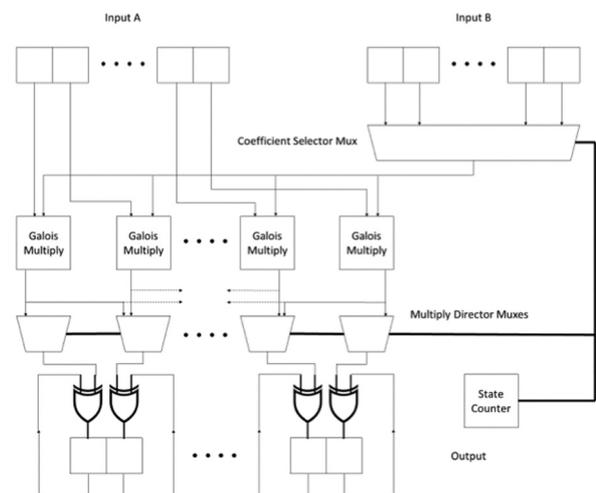 Input A
Input B
Coefficient Selector Mux
Galois
Multiply
Galois
Multiply
Galois
Multiply
Galois
Multiply
Multiply Director Muxes
State
Counter
Output